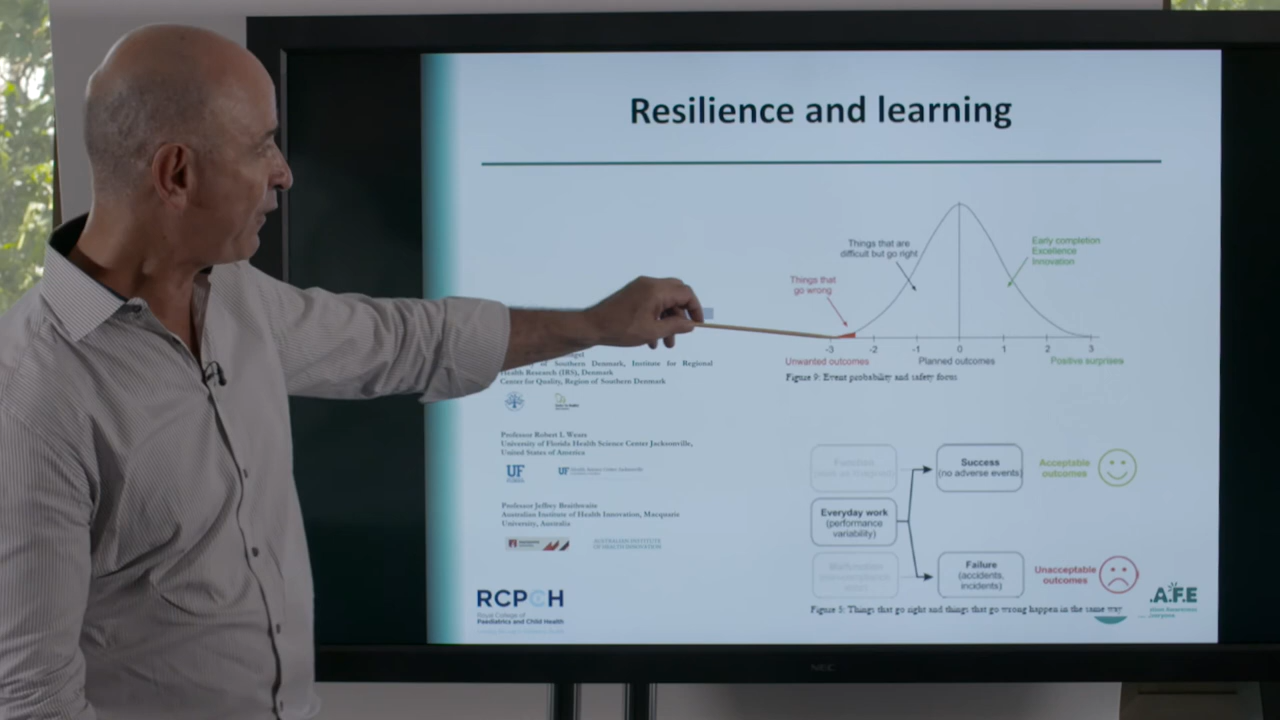 Resilience and learning
Southern Denmark, Institute for Regional
Health Research (IRS), Denmark
Center for Quality, Region of Southern Denmark
Professor Robert L Wears
University of Florida Health Science Center Jacksonville,
United States of America
UF
UF
Professor Jeffrey Braithwaite
Australian Institute of Health Innovation, Macquarie
University, Australia
AUSTRALIAN INSTITUTE
OF HEALTH INNOVATION
RCPCH
Royal College of
Paediatrics and Child Health
Things that are
difficult but go right
Early completion
Excellence
Innovation
Things that
go wrong
-3 -2 -1 0 1 2 3
Unwanted outcomes Planned outcomes Positive surprises
Figure 9: Event probability and safety focus
Success
(no adverse events)
Acceptable
outcomes
Everyday work
(performance
variability)
Failure
(accidents,
incidents)
Unacceptable
outcomes
Figure 5: Things that go right and things that go wrong happen in the same way
.A.F.E
NEC